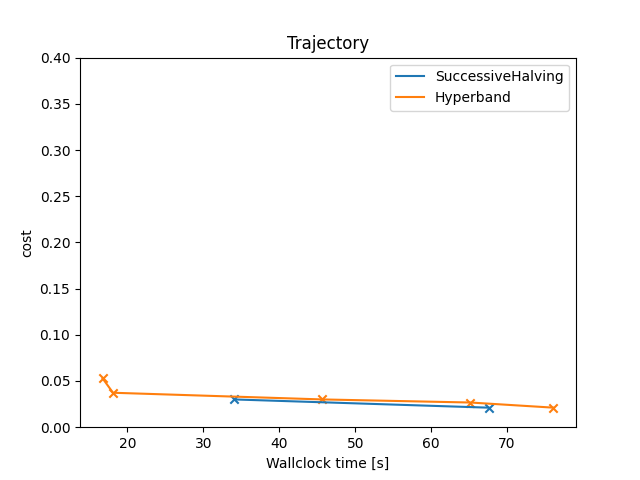 Trajectory
SuccessiveHalving
Hyperband
cost
0.40
0.35
0.30
0.25
0.20
0.15
0.10
0.05
0.00
20 30 40 50 60 70
Wallclock time [s]